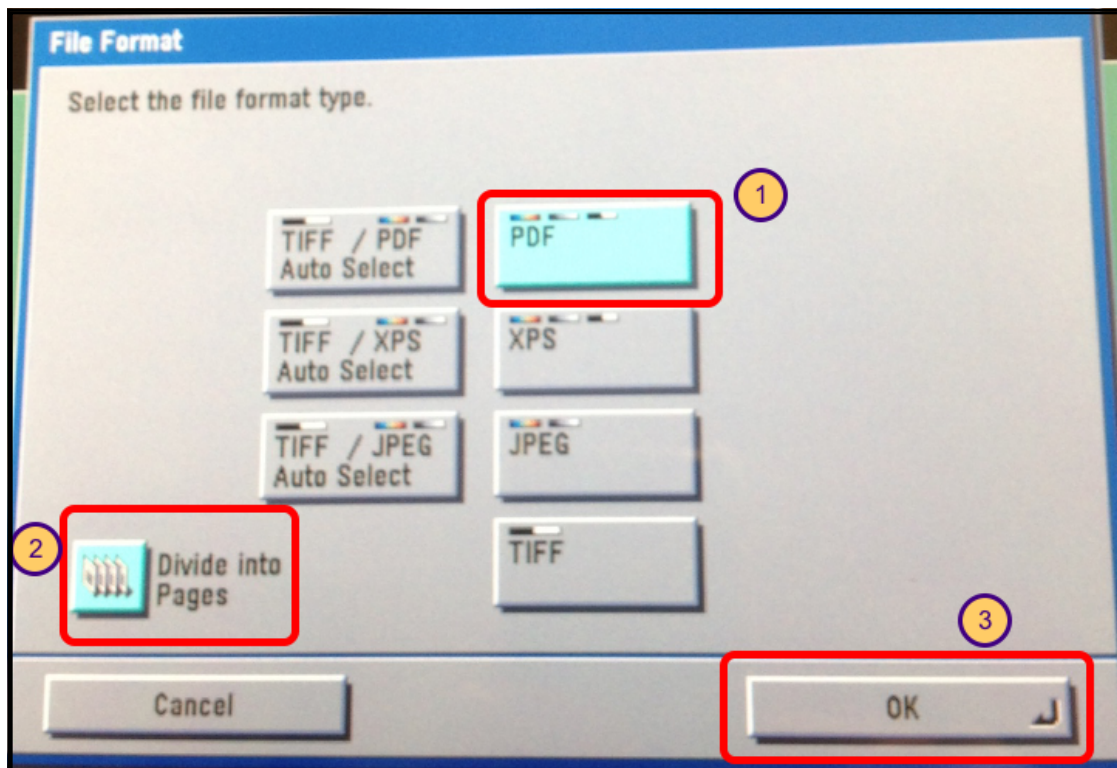 File Format
Select the file format type.
1
TIFF / PDF
Auto Select
PDF
TIFF / XPS
Auto Select
XPS
TIFF / JPEG
Auto Select
JPEG
2
Divide into
Pages
TIFF
3
Cancel
OK